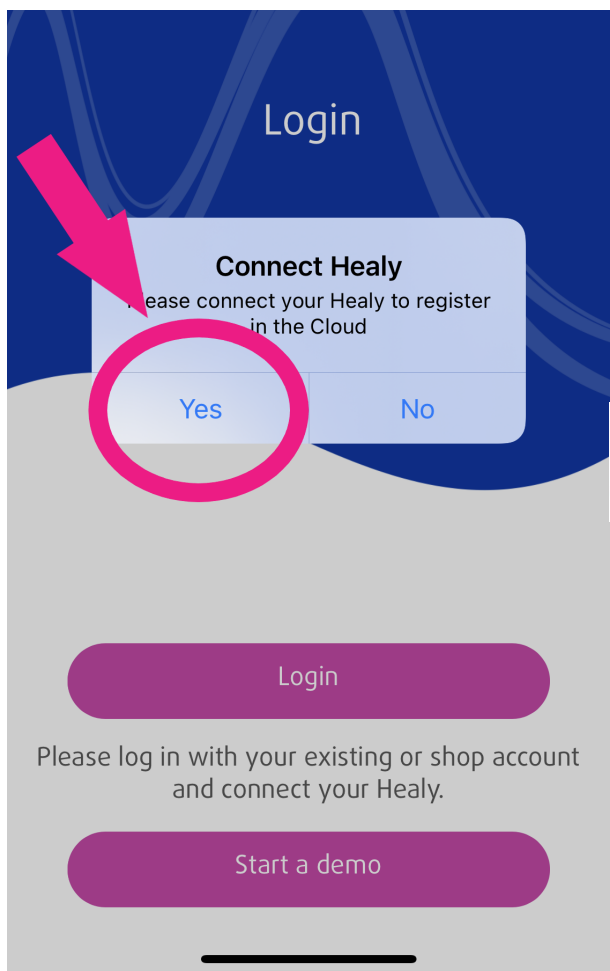 Login
Connect Healy
Please connect your Healy to register
in the Cloud
Yes
No
Login
Please log in with your existing or shop account
and connect your Healy.
Start a demo